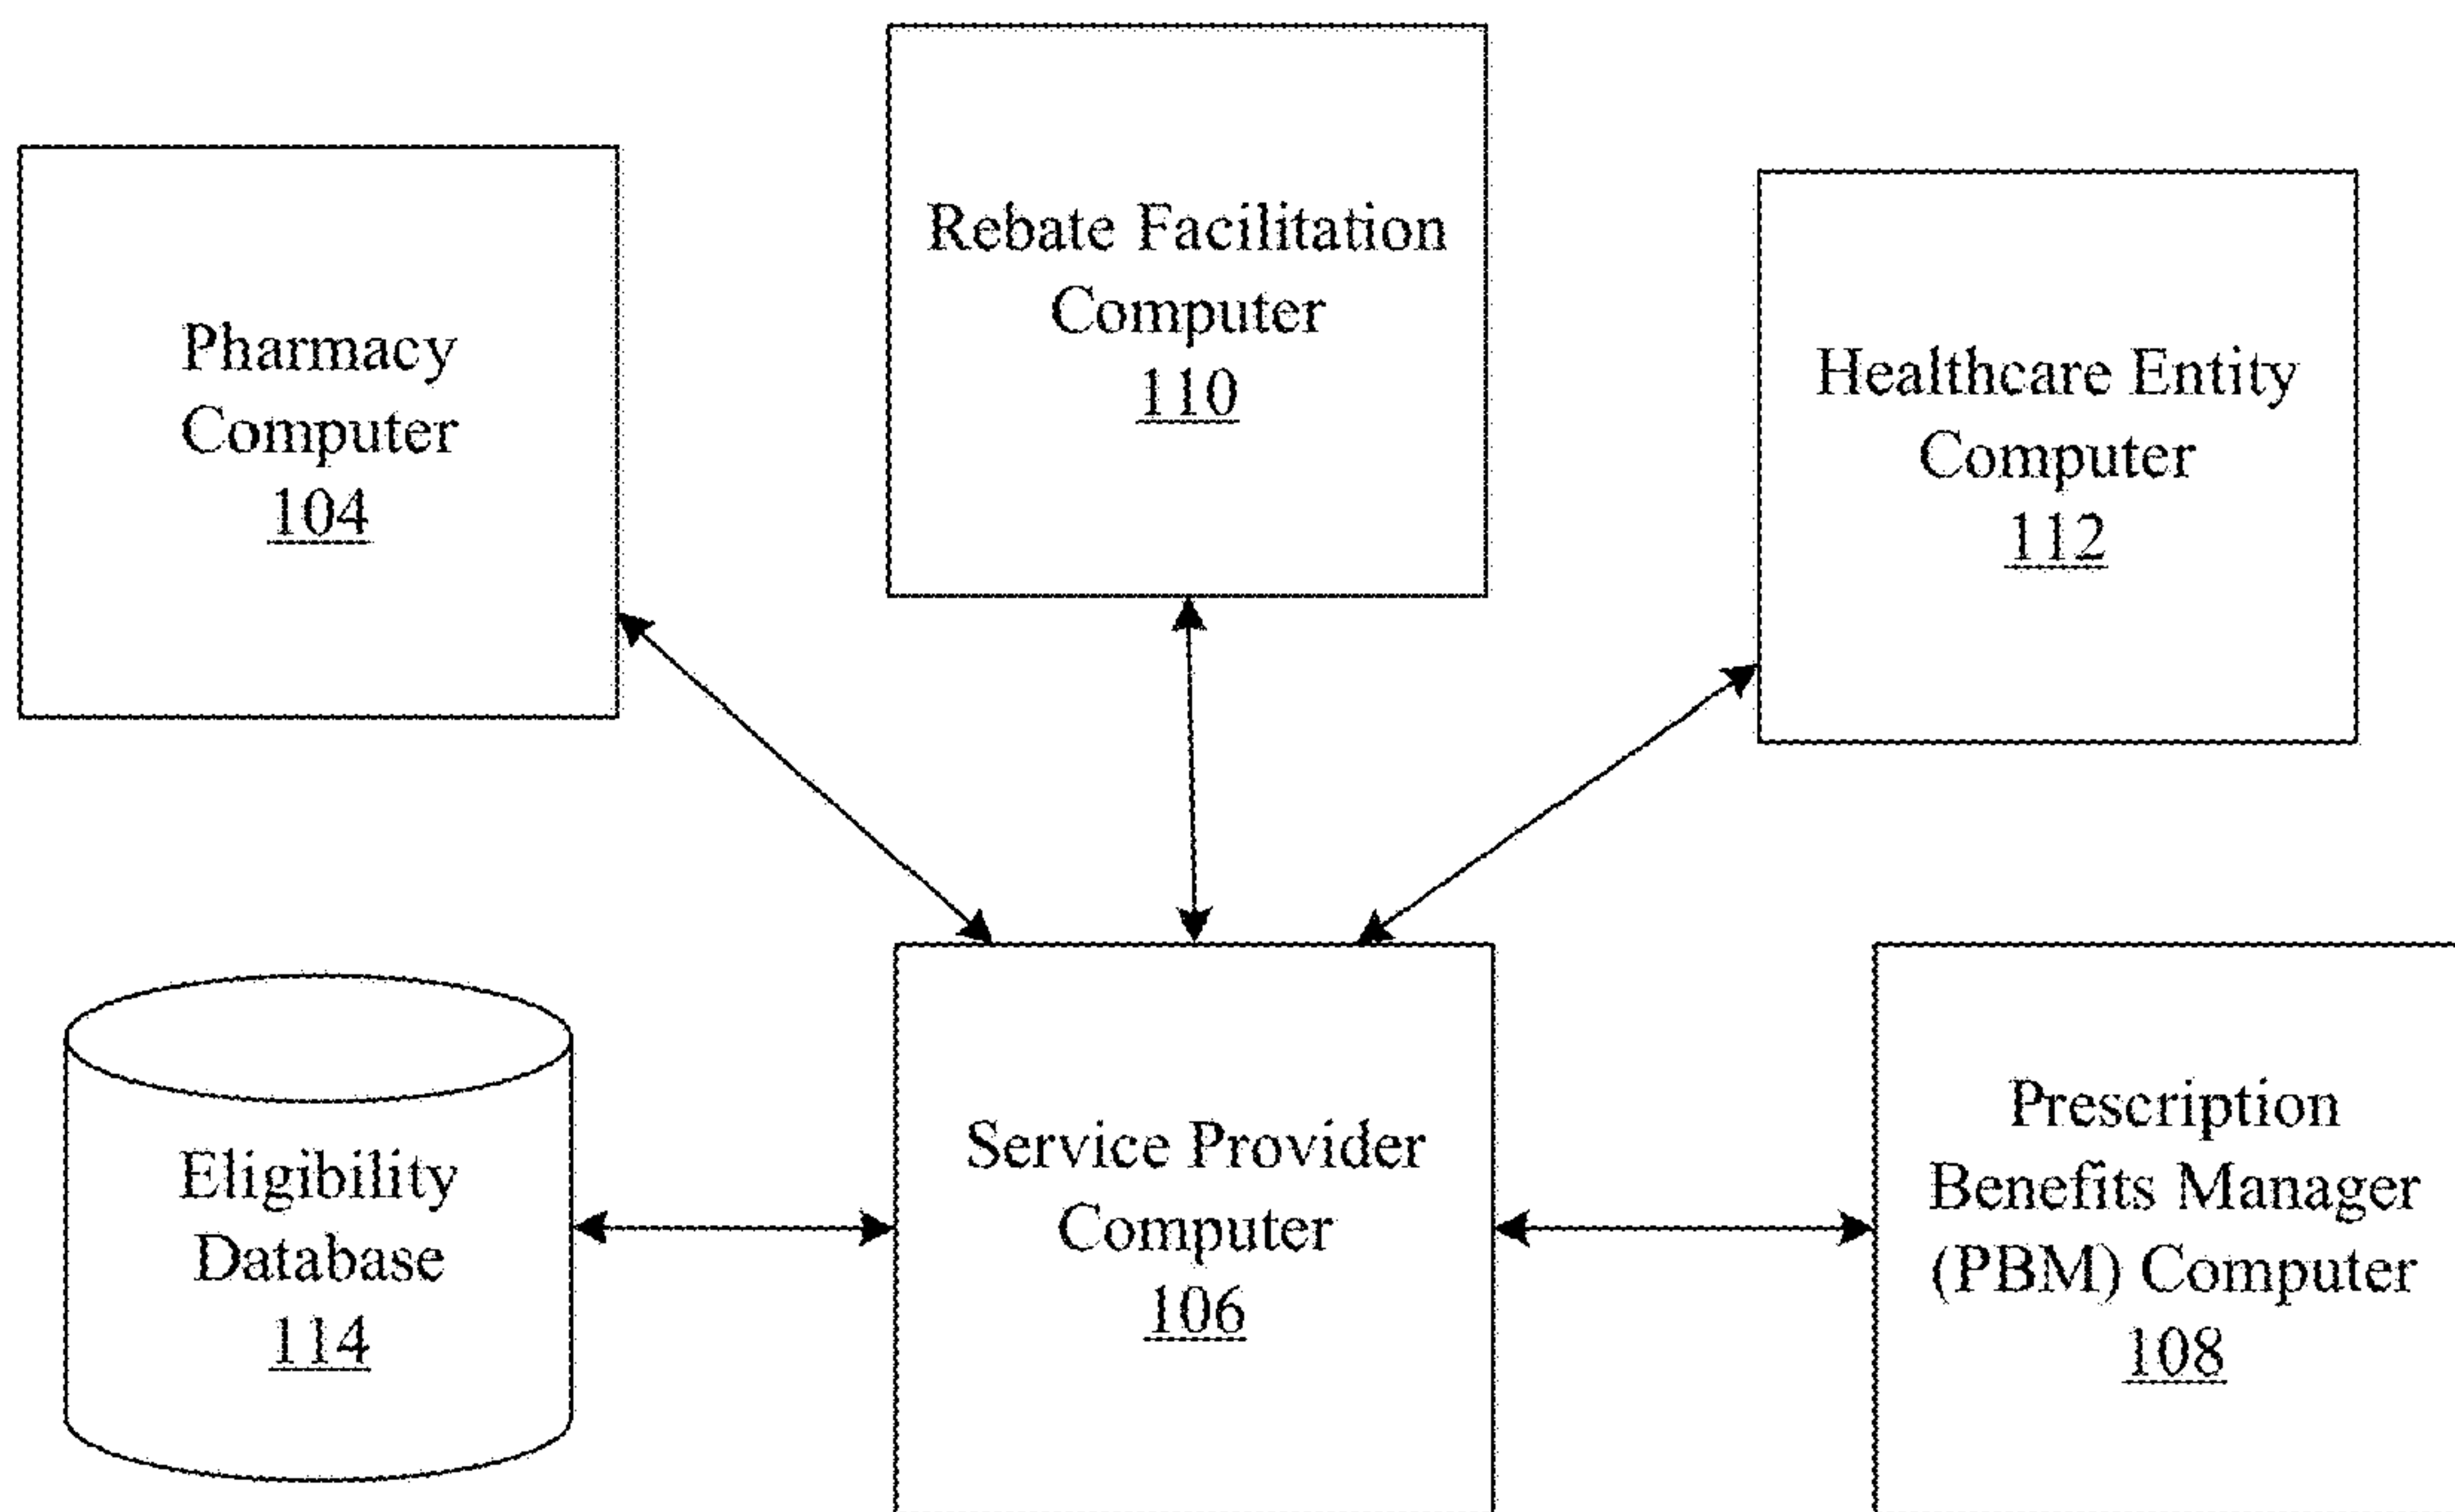 Rebate Facilitation
Computer
110
Pharmacy
Computer
104
Healthcare Entity
Computer
112
Eligibility
Database
114
Service Provider
Computer
106
Prescription
Benefits Manager
(PBM) Computer
108